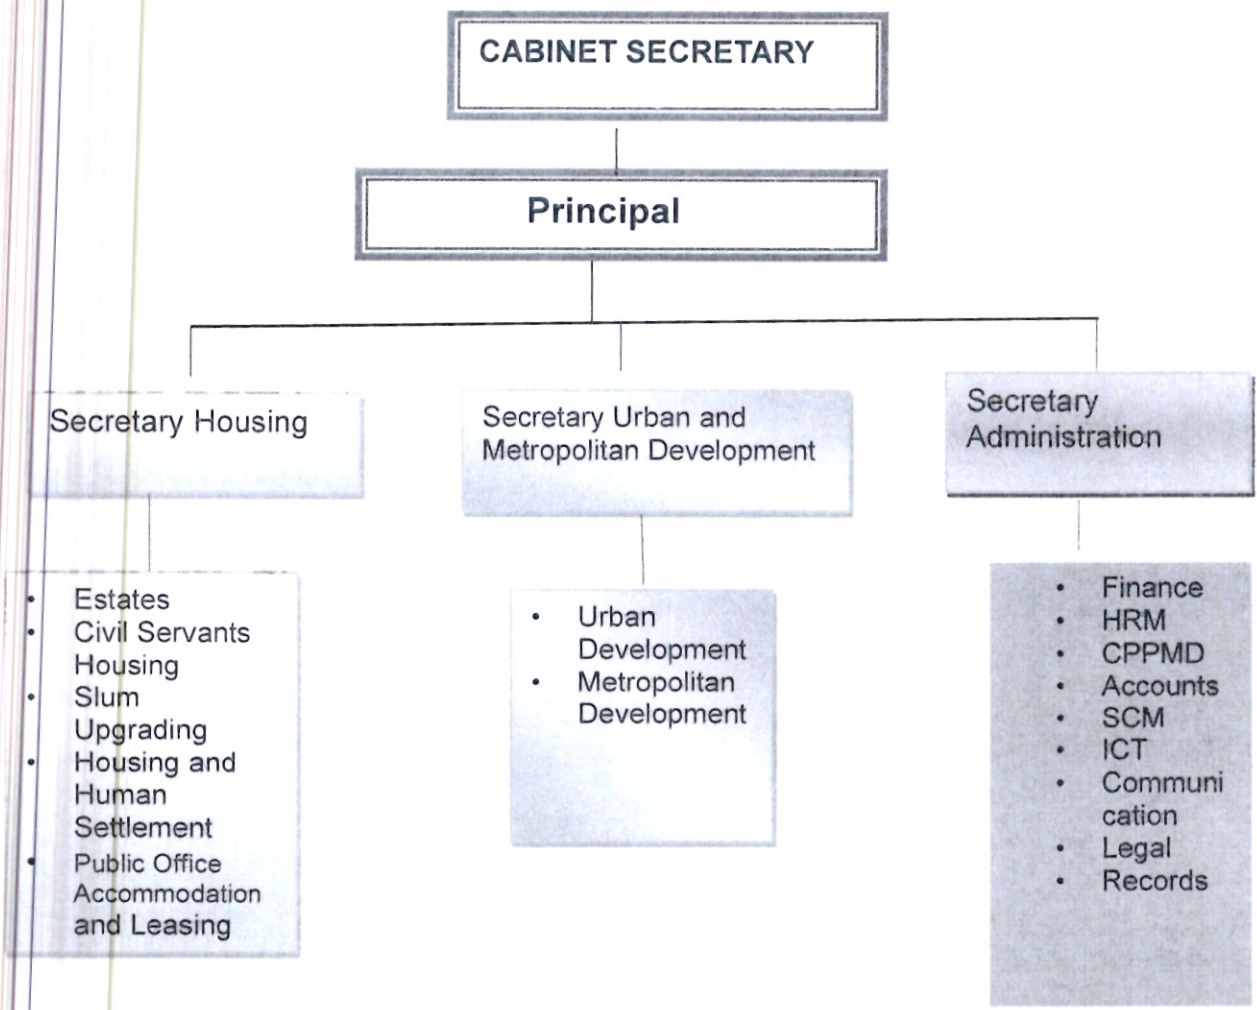 CABINET SECRETARY
Principal
Secretary Housing
Secretary Urban and
Metropolitan Development
Secretary
Administration
• Estates
• Civil Servants
Housing
• Slum
Upgrading
• Housing and
Human
Settlement
• Public Office
Accommodation
and Leasing
• Urban
Development
• Metropolitan
Development
• Finance
• HRM
• CPPMD
• Accounts
• SCM
• ICT
• Communi
cation
• Legal
• Records